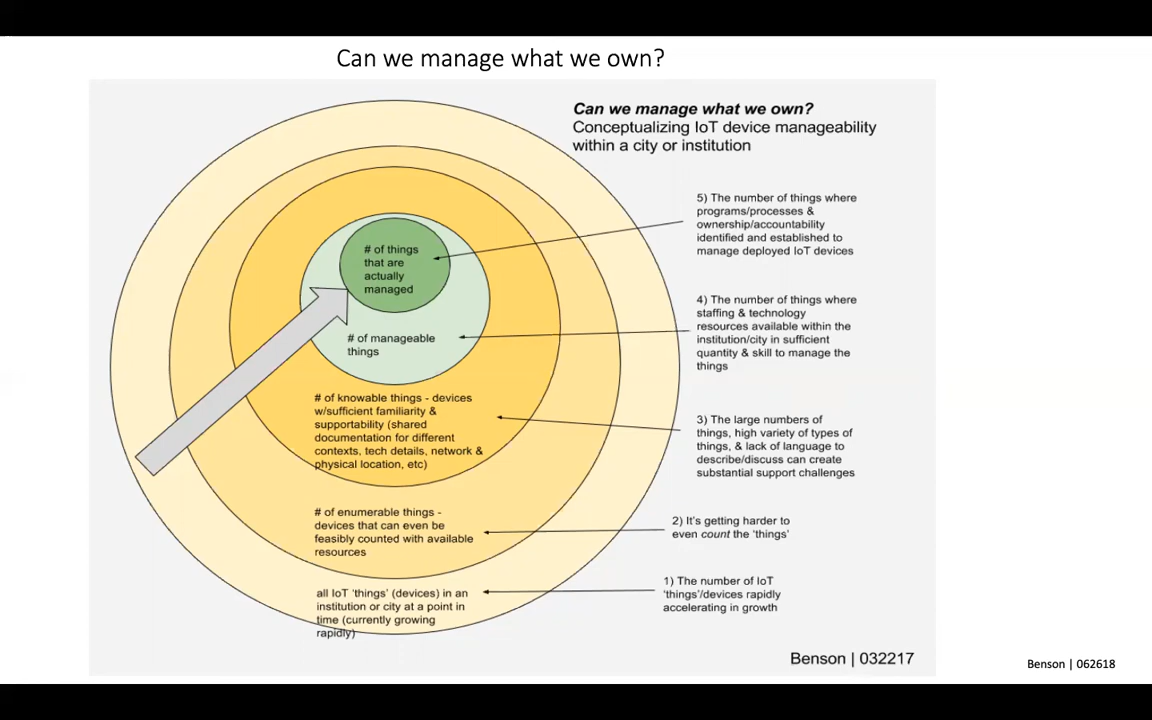 Can we manage what we own?
Can we manage what we own?
Conceptualizing IoT device manageability
within a city or institution
5) The number of things where
programs/processes &
ownership/accountability
identified and established to
manage deployed IoT devices
# of things
that are
actually
managed
4) The number of things where
staffing & technology
resources available within the
institution/city in sufficient
quantity & skill to manage the
things
# of manageable
things
# of knowable things - devices
w/sufficient familiarity &
supportability (shared
documentation for different
contexts, tech details, network &
physical location, etc)
3) The large numbers of
things, high variety of types of
things, & lack of language to
describe/discuss can create
substantial support challenges
# of enumerable things -
devices that can even be
feasibly counted with available
resources
2) It's getting harder to
even count the 'things'
all IoT 'things' (devices) in an
institution or city at a point in
time (currently growing
rapidly)
1) The number of IoT
'things'/devices rapidly
accelerating in growth
Benson | 032217
Benson | 062618